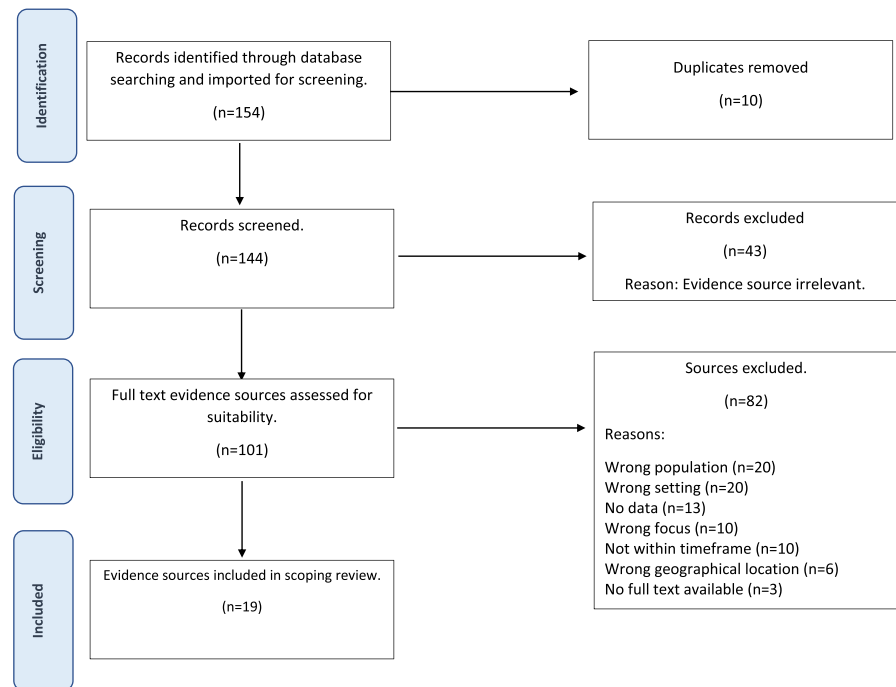 Identification
Records identified through database
searching and imported for screening.
(n=154)
Duplicates removed
(n=10)
Screening
Records screened.
(n=144)
Records excluded
(n=43)
Reason: Evidence source irrelevant.
Eligibility
Full text evidence sources assessed for
suitability.
(n=101)
Sources excluded.
(n=82)
Reasons:
Wrong population (n=20)
Wrong setting (n=20)
No data (n=13)
Wrong focus (n=10)
Not within timeframe (n=10)
Wrong geographical location (n=6)
No full text available (n=3)
Included
Evidence sources included in scoping review.
(n=19)